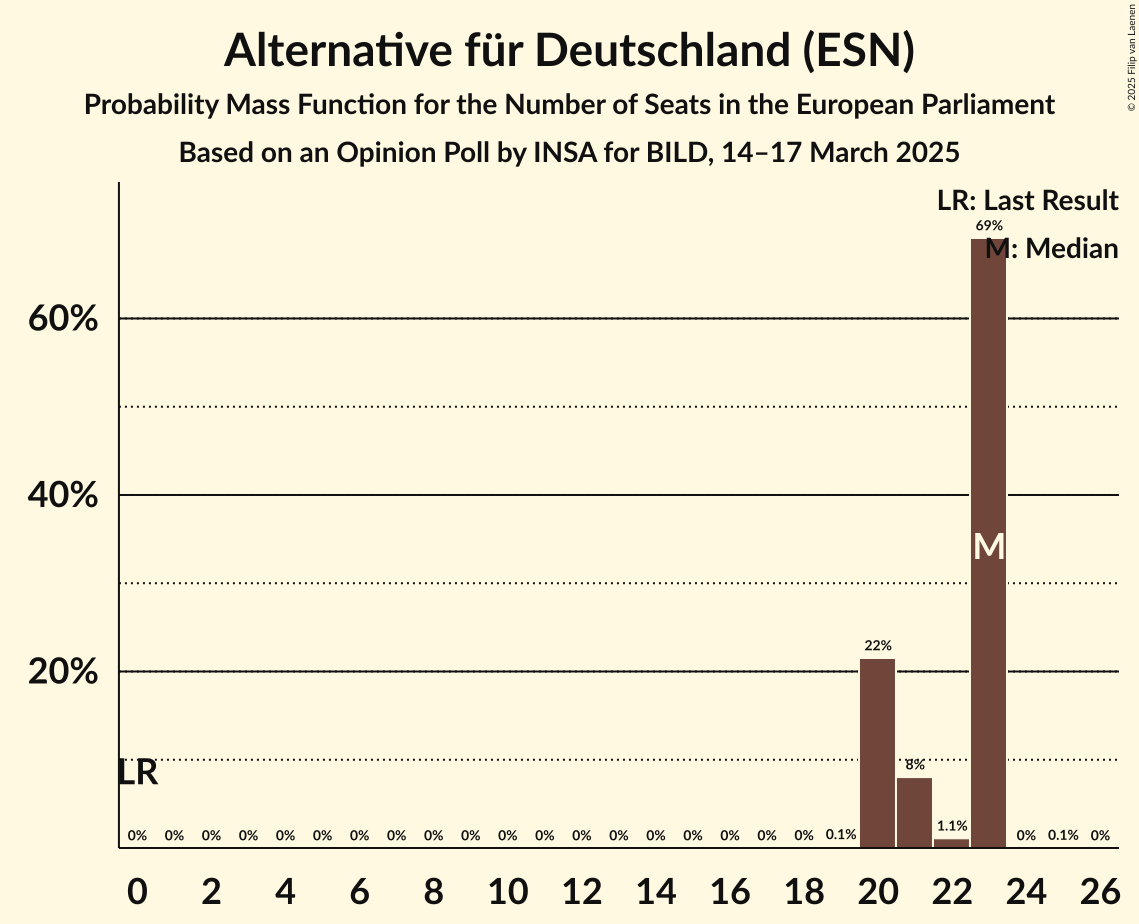 Alternative für Deutschland (ESN)
Probability Mass Function for the Number of Seats in the European Parliament
Based on an Opinion Poll by INSA for BILD, 14–17 March 2025
© 2025 Filip van Laenen
LR: Last Result
M: Median
69%
60%
40%
M
22%
20%
LR
8%
0% 0% 0% 0% 0% 0% 0% 0% 0% 0% 0% 0% 0% 0% 0% 0% 0% 0% 0% 0.1% 1.1% 0% 0.1% 0%
0 2 4 6 8 10 12 14 16 18 20 22 24 26